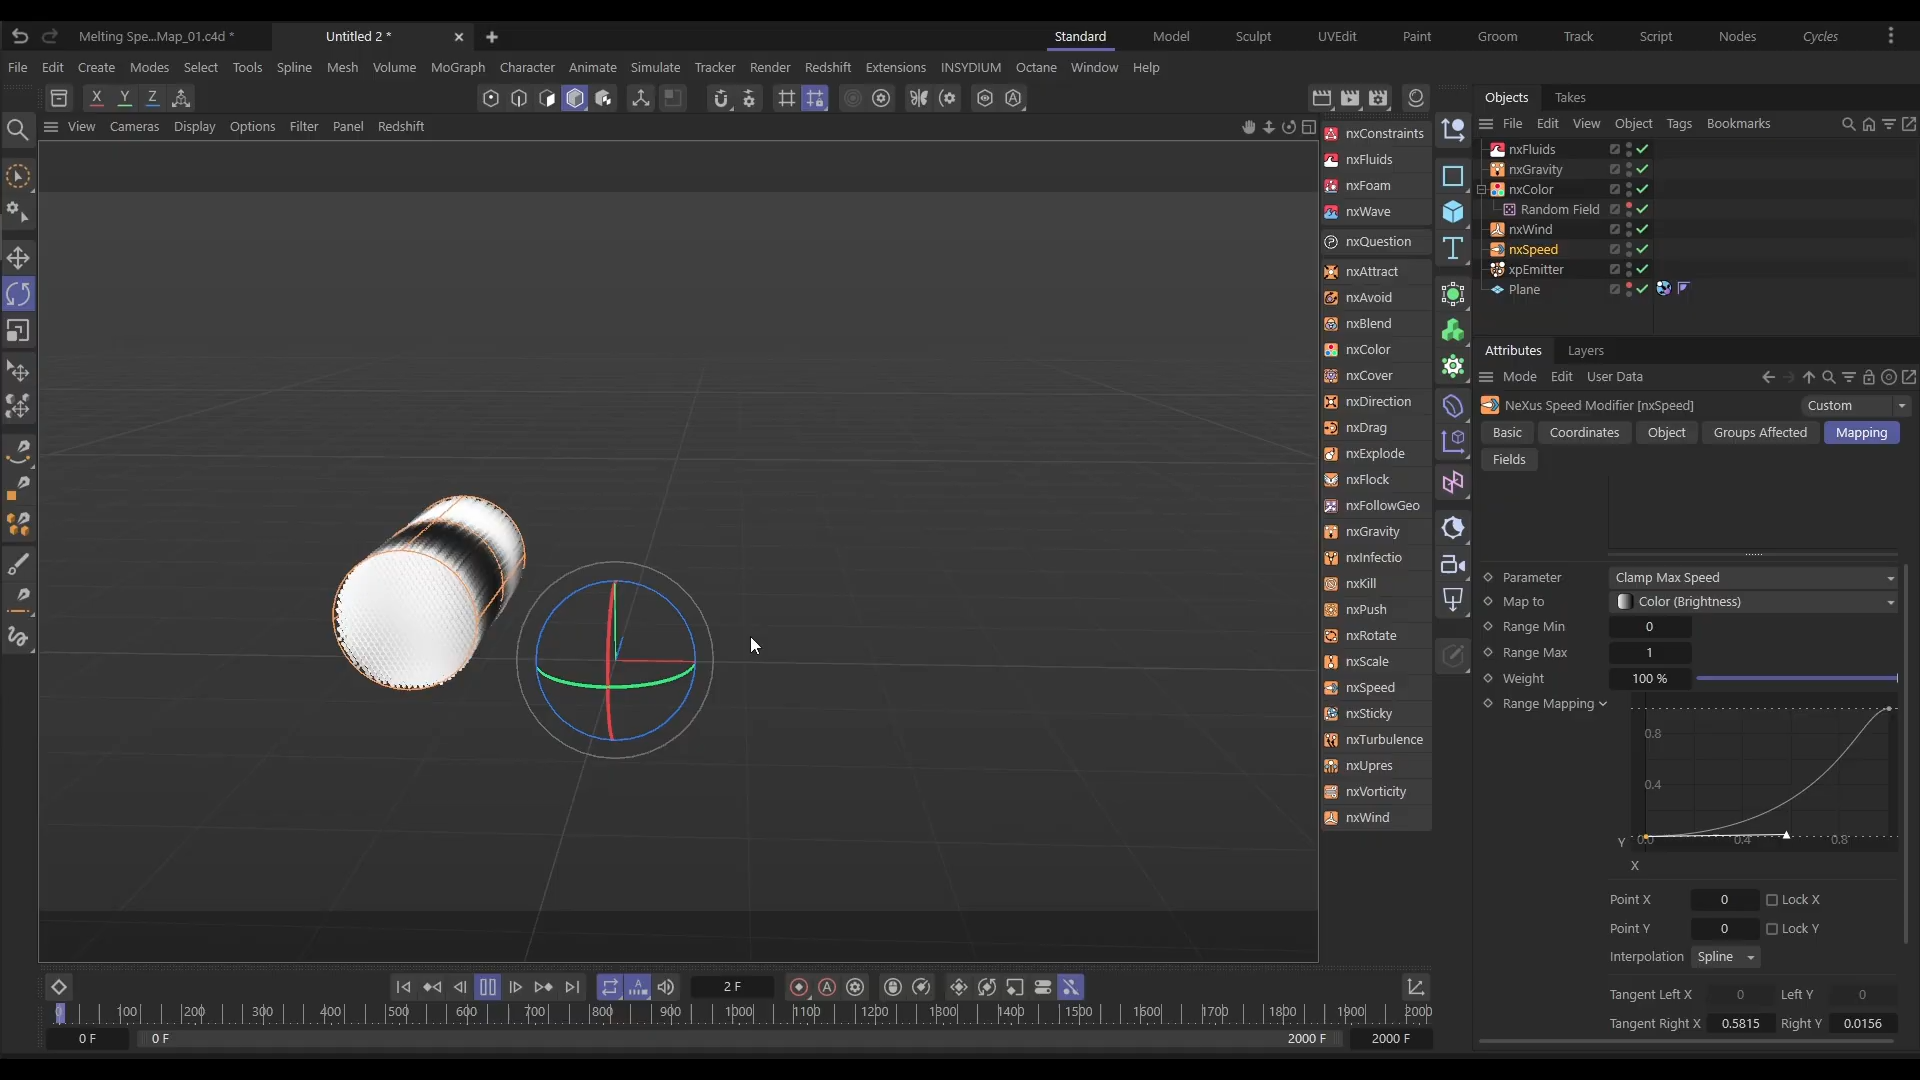 Melting Spe...Map_01.c4d *
Untitled 2 *
Standard Model Sculpt UVEdit Paint Groom Track Script Nodes Cycles
File Edit Create Modes Select Tools Spline Mesh Volume MoGraph Character Animate Simulate Tracker Render Redshift Extensions INSYDIUM Octane Window Help
X Y Z
View Cameras Display Options Filter Panel Redshift
nxConstraints
nxFluids
nxFoam
nxWave
nxQuestion
nxAttract
nxAvoid
nxBlend
nxColor
nxCover
nxDirection
nxDrag
nxExplode
nxFlock
nxFollowGeo
nxGravity
nxInfectio
nxKill
nxPush
nxRotate
nxScale
nxSpeed
nxSticky
nxTurbulence
nxUpres
nxVorticity
nxWind
Objects Takes
File Edit View Object Tags Bookmarks
nxFluids
nxGravity
nxColor
Random Field
nxWind
nxSpeed
xpEmitter
Plane
Attributes Layers
Mode Edit User Data
NeXus Speed Modifier [nxSpeed] Custom
Basic Coordinates Object Groups Affected Mapping
Fields
Parameter Clamp Max Speed
Map to Color (Brightness)
Range Min 0
Range Max 1
Weight 100 %
Range Mapping
0.8
0.4
Y 0.0 0.4 0.8
X
Point X 0 Lock X
Point Y 0 Lock Y
Interpolation Spline
Tangent Left X 0 Left Y 0
Tangent Right X 0.5815 Right Y 0.0156
2 F
0 100 200 300 400 500 600 700 800 900 1000 1100 1200 1300 1400 1500 1600 1700 1800 1900 2000
0 F 0 F 2000 F 2000 F